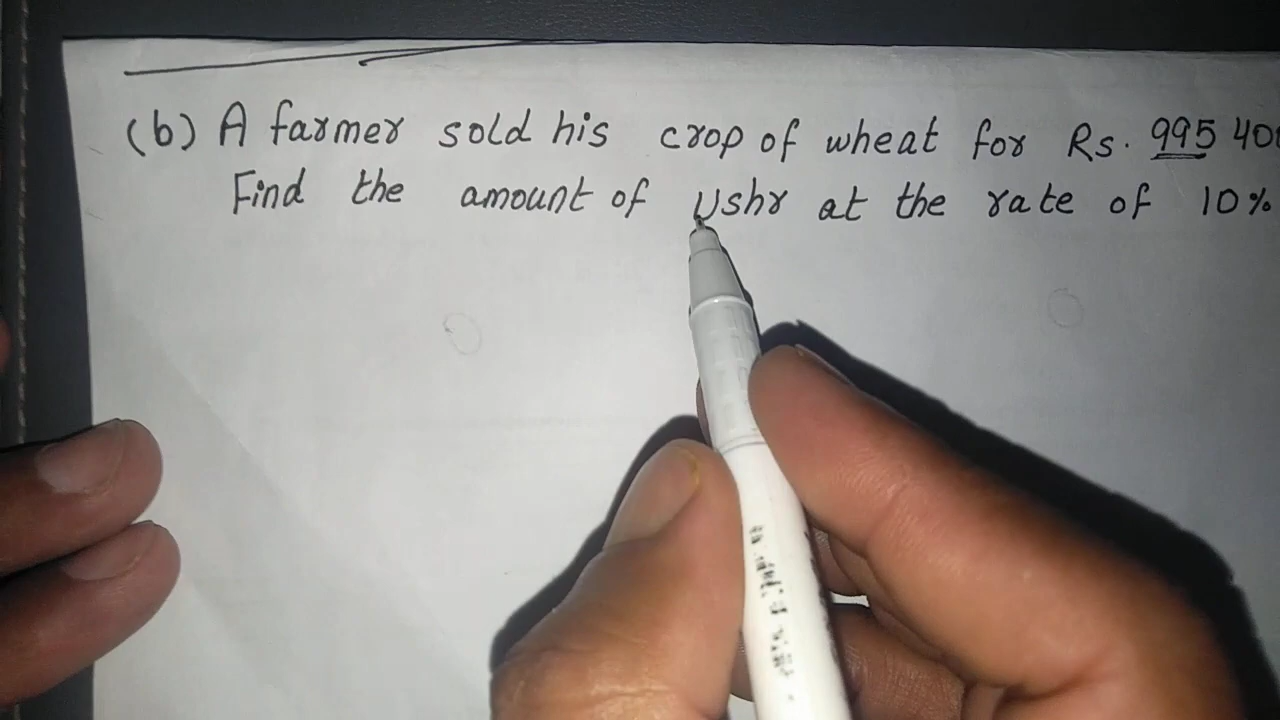 (b) A farmer sold his crop of wheat for Rs. 995 40
Find the amount of Ushr at the rate of 10%